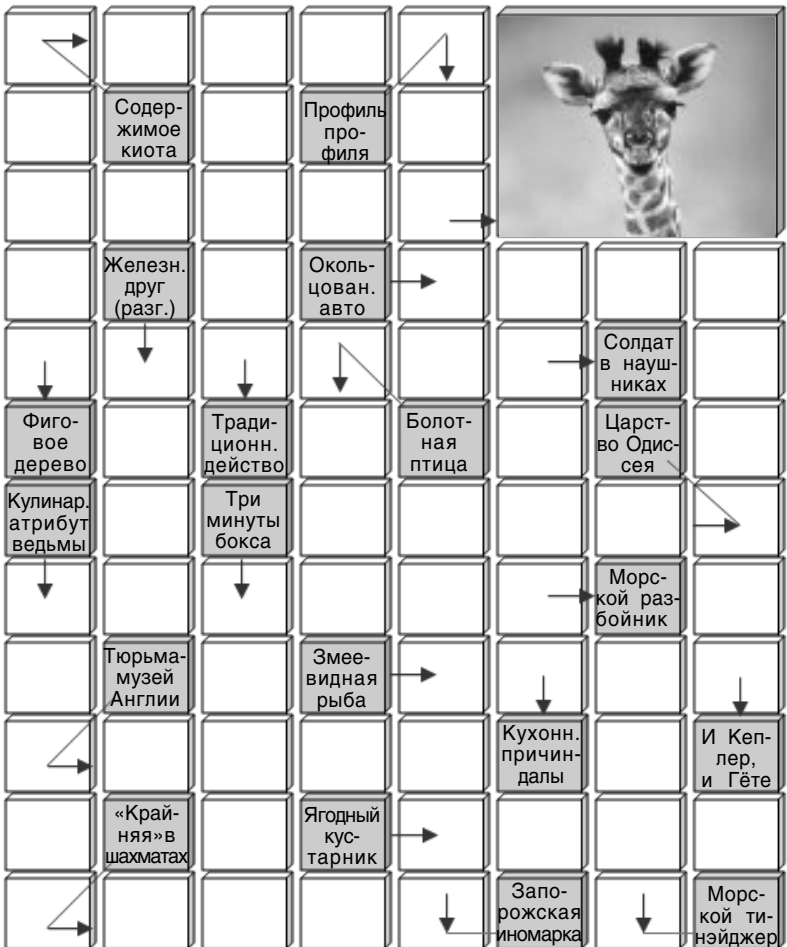 Содер-
жимое
киота
Профиль
про-
филя
Железн.
друг
(разг.)
Околь-
цован.
авто
Солдат
в науш-
никах
Фиго-
вое
дерево
Тради-
ционн.
действо
Болот-
ная
птица
Царст-
во Одис-
сея
Кулинар.
атрибут
ведьмы
Три
минуты
бокса
Морс-
кой раз-
бойник
Тюрьма-
музей
Англии
Змее-
видная
рыба
Кухонн.
причин-
далы
И Кеп-
лер,
и Гёте
«Край-
няя»в
шахматах
Ягодный
кус-
тарник
Запо-
рожская
иномарка
Морс-
кой ти-
нэйджер